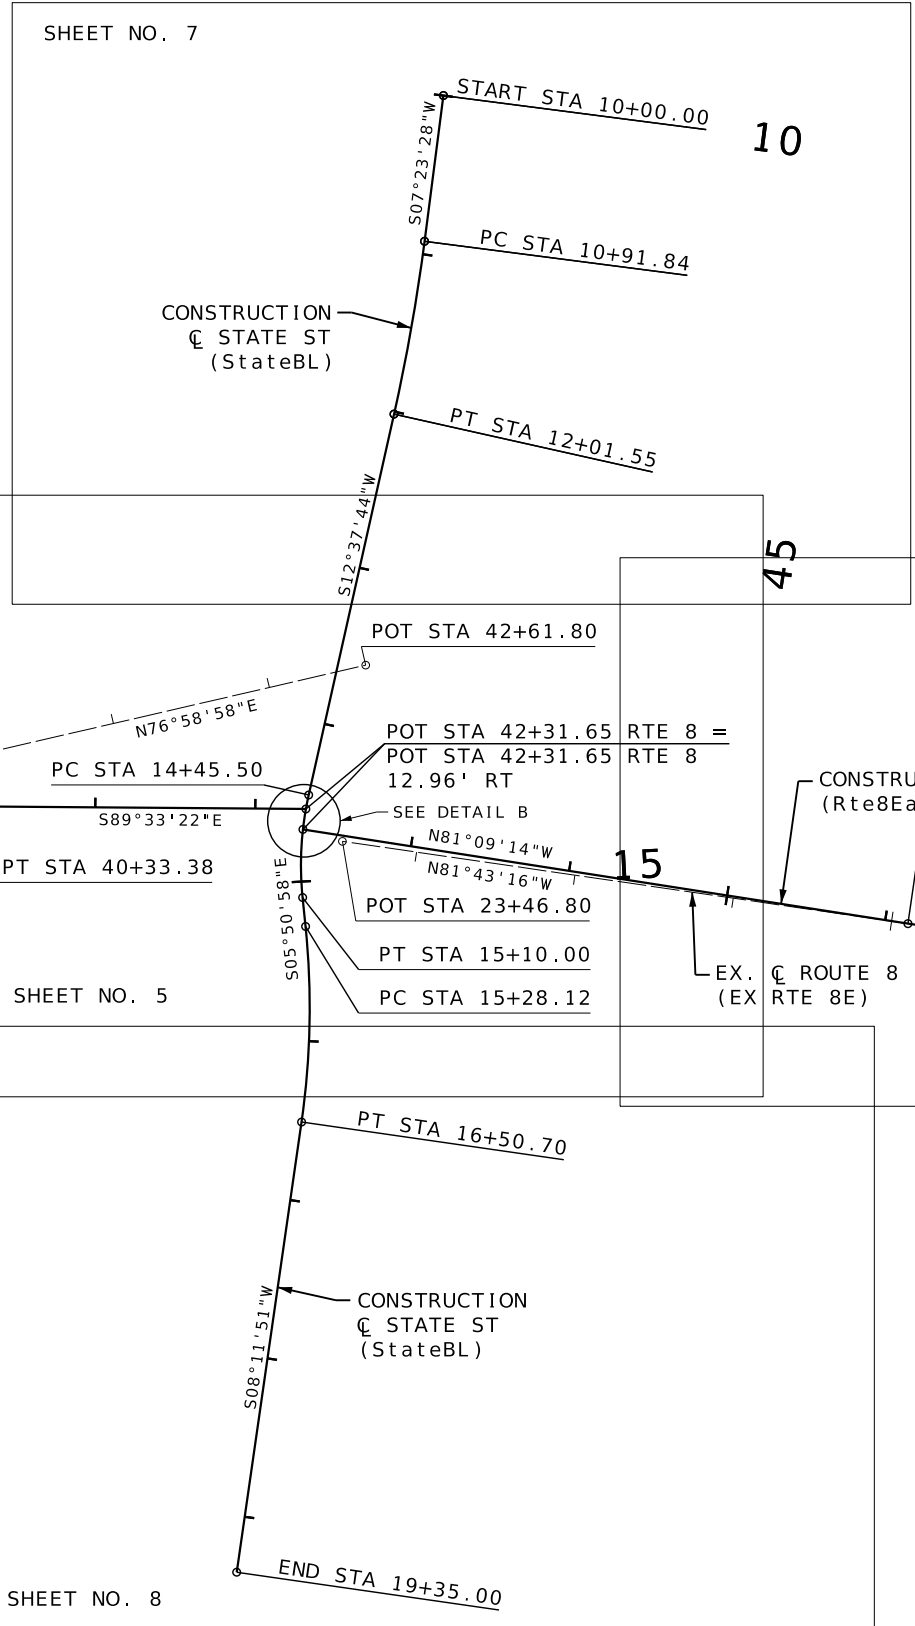 SHEET NO. 7
START STA 10+00.00
10
S07°23'28"W
PC STA 10+91.84
CONSTRUCTION
℄ STATE ST
(StateBL)
PT STA 12+01.55
S12°37'44"W
45
POT STA 42+61.80
N76°58'58"E
POT STA 42+31.65 RTE 8 =
POT STA 42+31.65 RTE 8
12.96' RT
PC STA 14+45.50
CONSTRU
(Rte8Ea
SEE DETAIL B
S89°33'22"E
N81°09'14"W
15
PT STA 40+33.38
N81°43'16"W
POT STA 23+46.80
S05°50'58"E
PT STA 15+10.00
EX. ℄ ROUTE 8
(EX RTE 8E)
SHEET NO. 5
PC STA 15+28.12
PT STA 16+50.70
CONSTRUCTION
℄ STATE ST
(StateBL)
S08°11'51"W
END STA 19+35.00
SHEET NO. 8